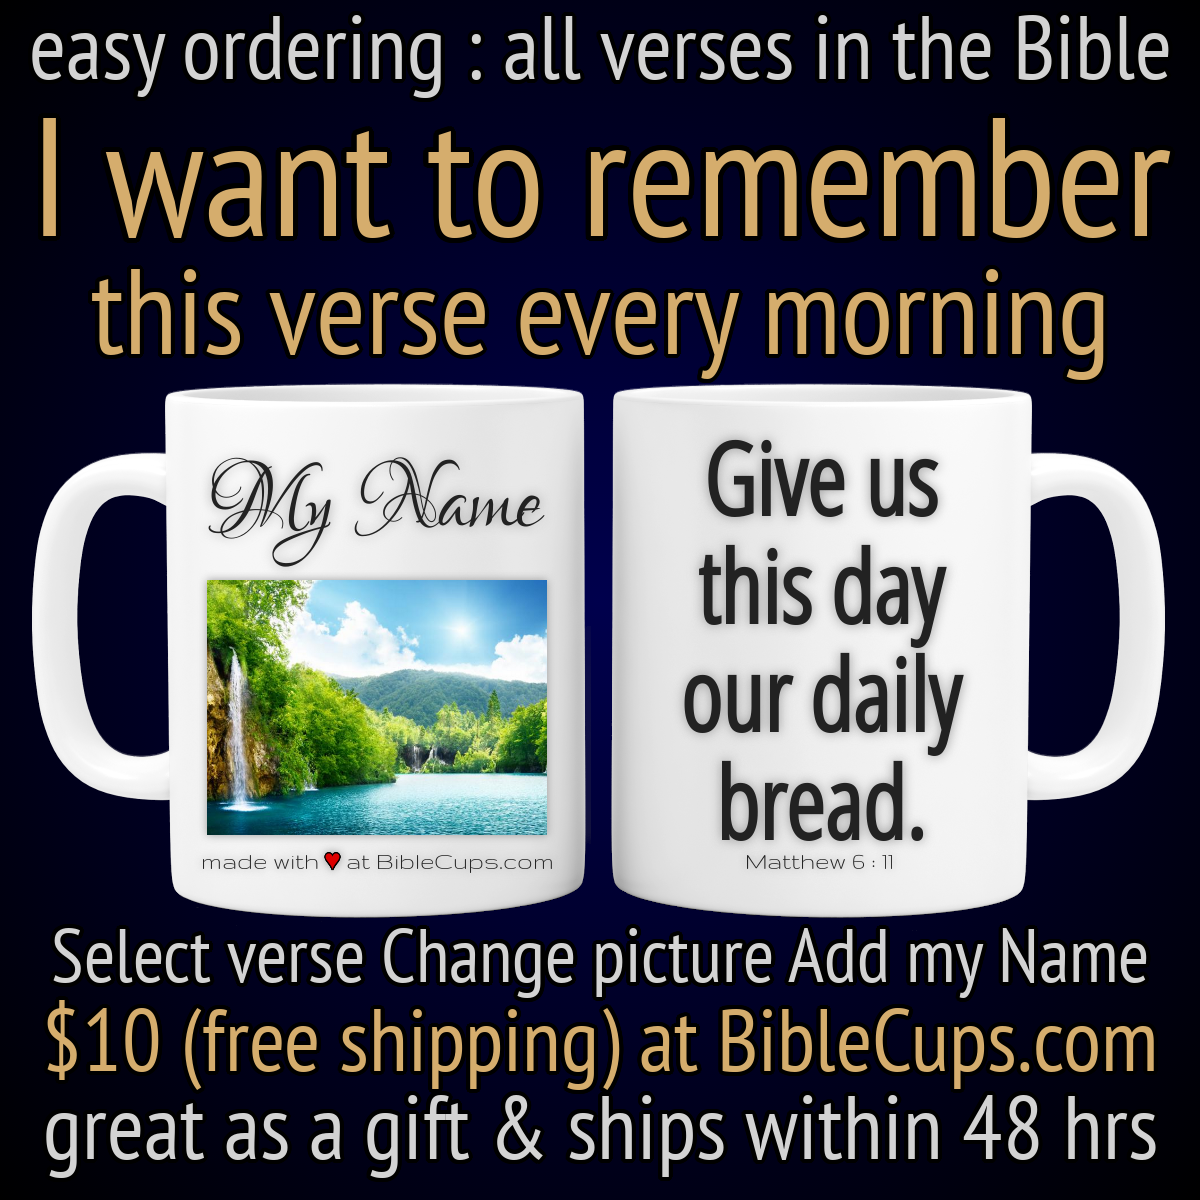 easy ordering : all verses in the Bible
I want to remember
this verse every morning
My Name
made with ♥ at BibleCups.com
Give us
this day
our daily
bread.
Matthew 6 : 11
Select verse Change picture Add my Name
$10 (free shipping) at BibleCups.com
great as a gift & ships within 48 hrs